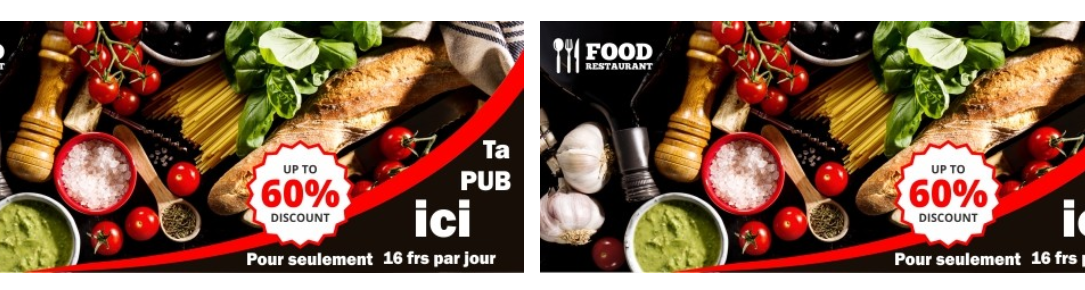 Ta
PUB
UP TO
60%
DISCOUNT
ici
Pour seulement 16 frs par jour
FOOD
RESTAURANT
UP TO
60%
DISCOUNT
Pour seulement 16 frs